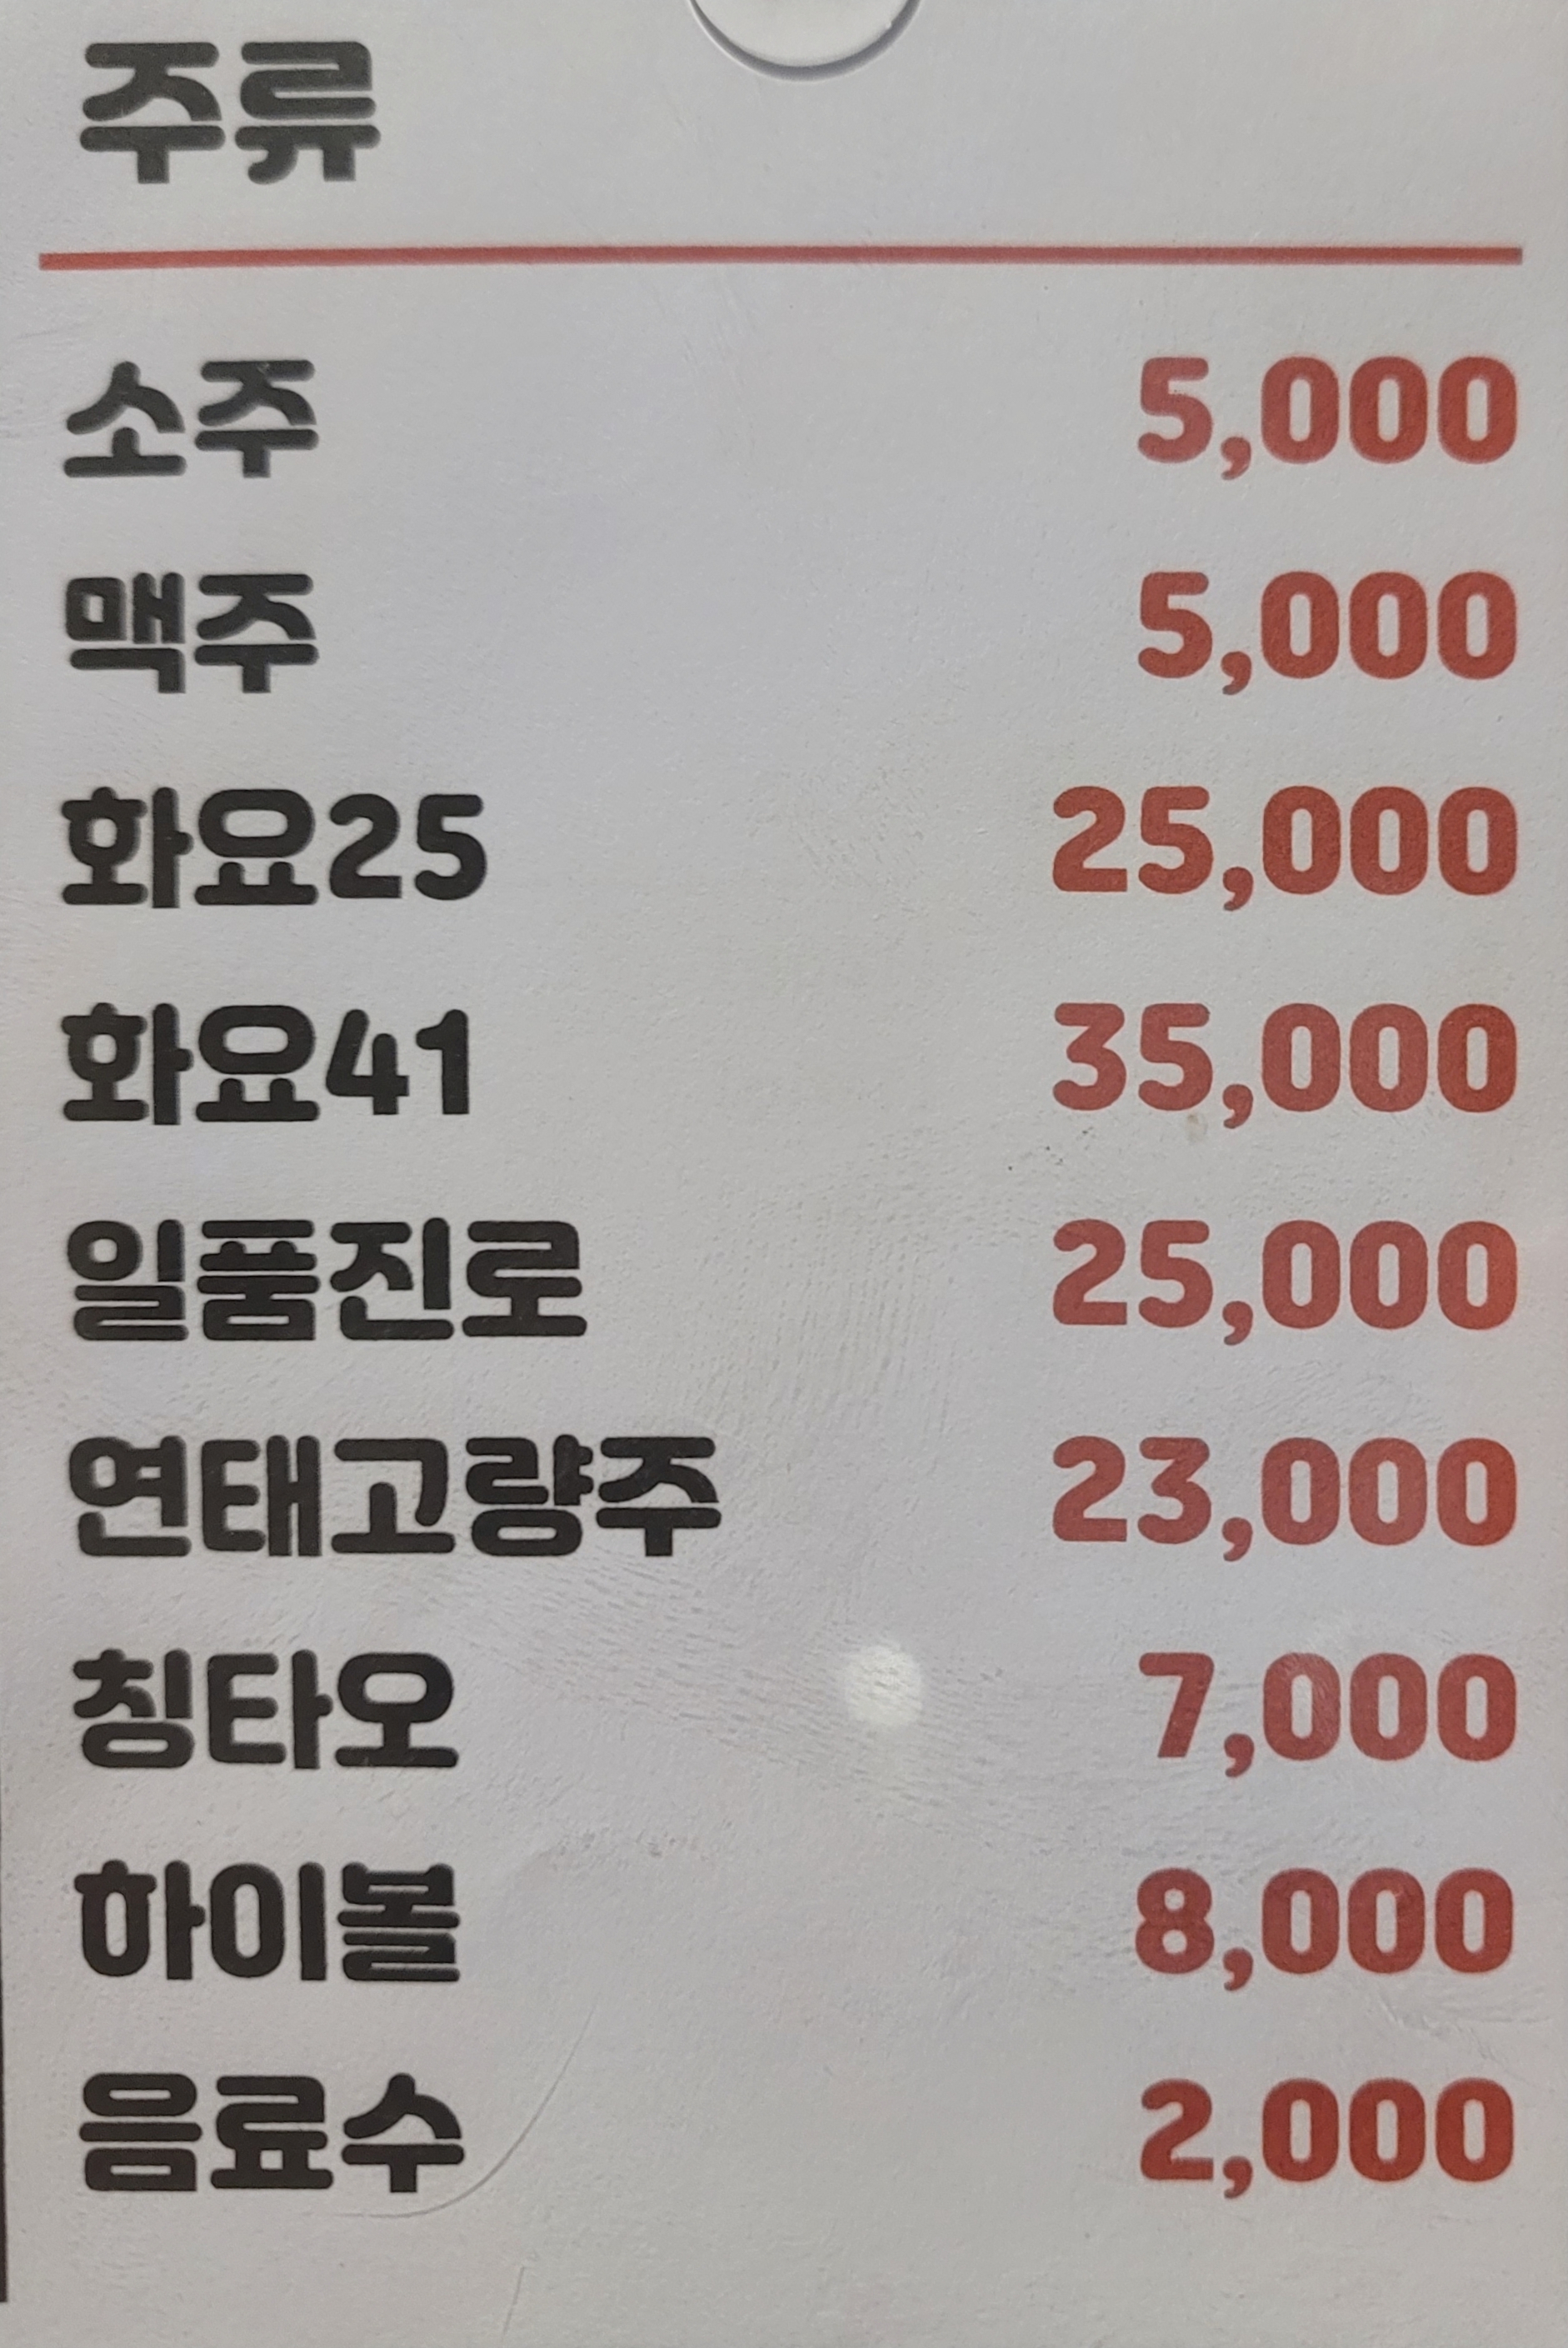 주류
소주 5,000
맥주 5,000
화요25 25,000
화요41 35,000
일품진로 25,000
연태고량주 23,000
칭타오 7,000
하이볼 8,000
음료수 2,000